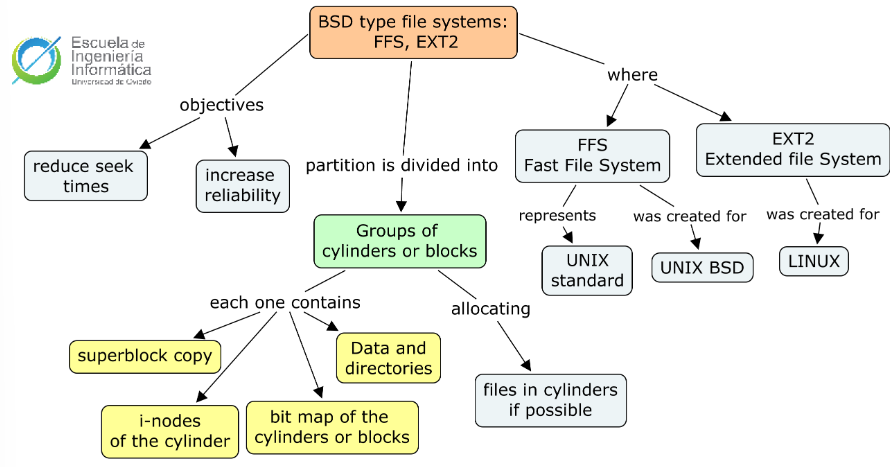 BSD type file systems:
FFS, EXT2
Escuela de
Ingeniería
Informática
Universidad de Oviedo
where
objectives
FFS
Fast File System
EXT2
Extended file System
reduce seek
times
increase
reliability
partition is divided into
represents
was created for
was created for
Groups of
cylinders or blocks
UNIX
standard
UNIX BSD
LINUX
each one contains
allocating
superblock copy
Data and
directories
files in cylinders
if possible
i-nodes
of the cylinder
bit map of the
cylinders or blocks